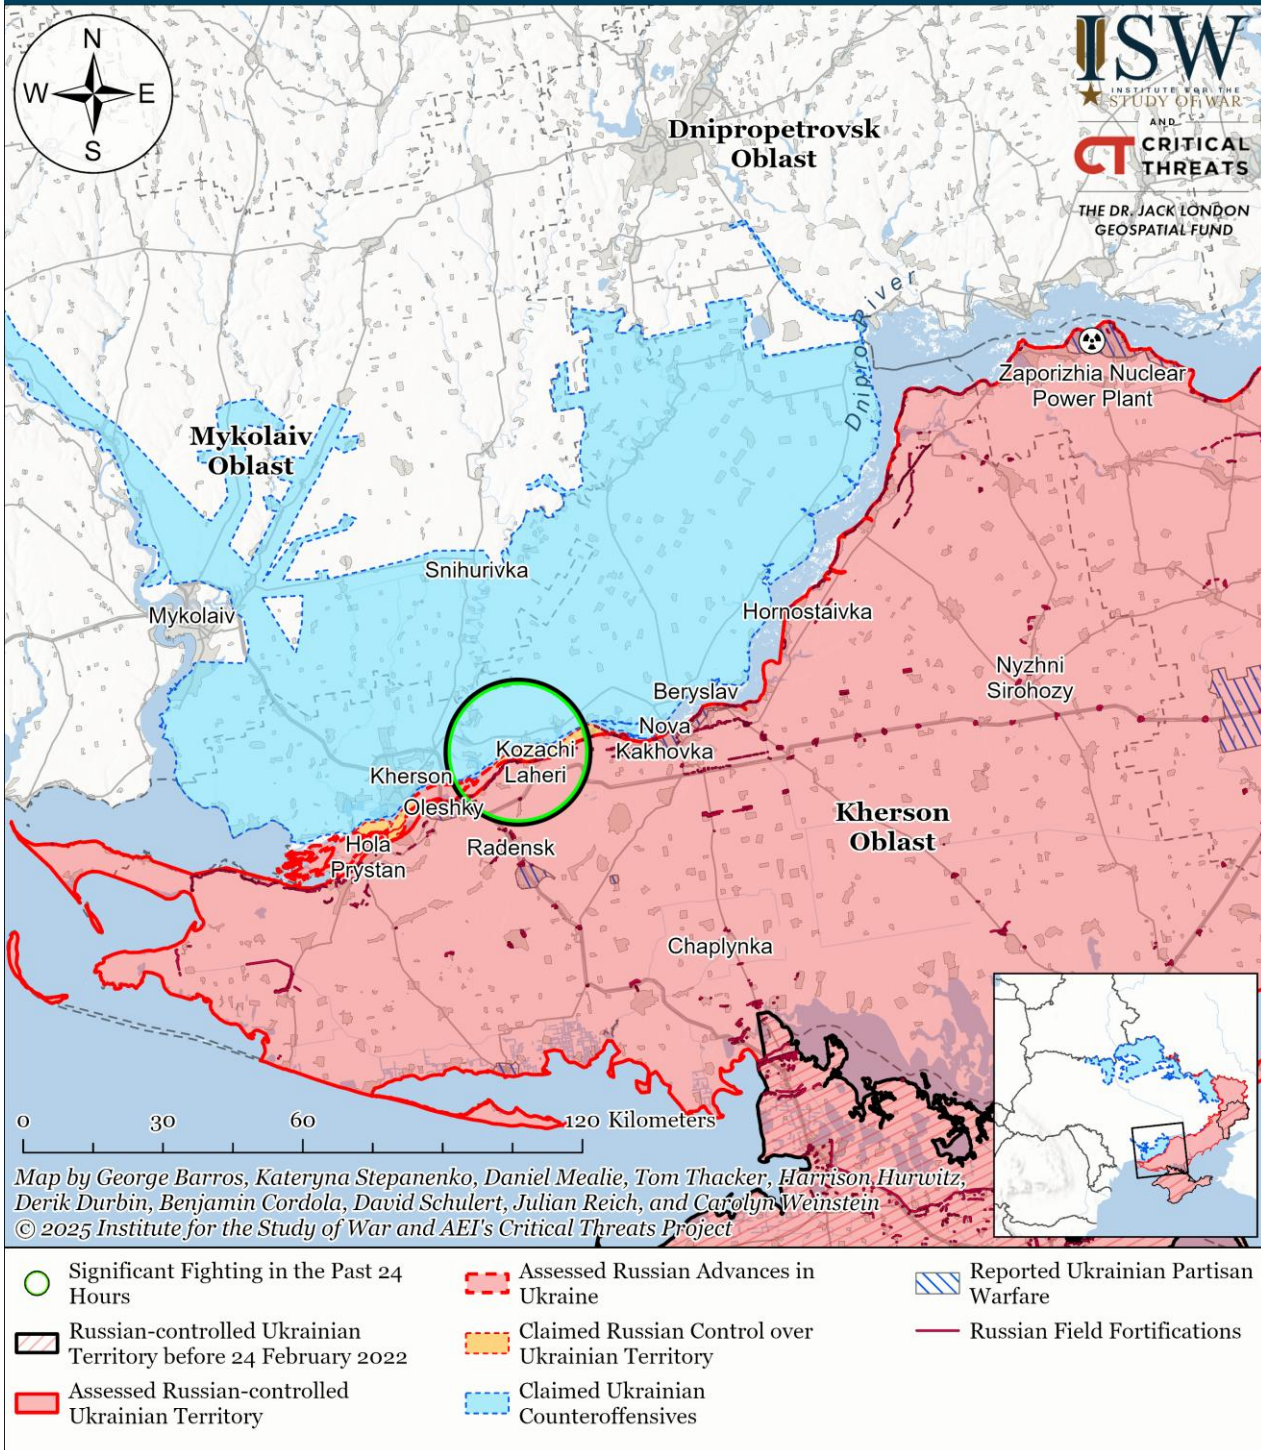 N
W
E
S
ISW
INSTITUTE FOR THE
STUDY OF WAR
AND
CT CRITICAL
THREATS
THE DR. JACK LONDON
GEOSPATIAL FUND
Dnipropetrovsk
Oblast
Dnipro River
Zaporizhia Nuclear
Power Plant
Mykolaiv
Oblast
Snihurivka
Mykolaiv
Hornostaivka
Nyzhni
Sirohozy
Beryslav
Nova
Kakhovka
Kozachi
Laheri
Kherson
Oleshky
Kherson
Oblast
Hola
Prystan
Radensk
Chaplynka
0 30 60 120 Kilometers
Map by George Barros, Kateryna Stepanenko, Daniel Mealie, Tom Thacker, Harrison Hurwitz,
Derik Durbin, Benjamin Cordola, David Schulert, Julian Reich, and Carolyn Weinstein
© 2025 Institute for the Study of War and AEI's Critical Threats Project
Significant Fighting in the Past 24
Hours
Russian-controlled Ukrainian
Territory before 24 February 2022
Assessed Russian-controlled
Ukrainian Territory
Assessed Russian Advances in
Ukraine
Claimed Russian Control over
Ukrainian Territory
Claimed Ukrainian
Counteroffensives
Reported Ukrainian Partisan
Warfare
Russian Field Fortifications